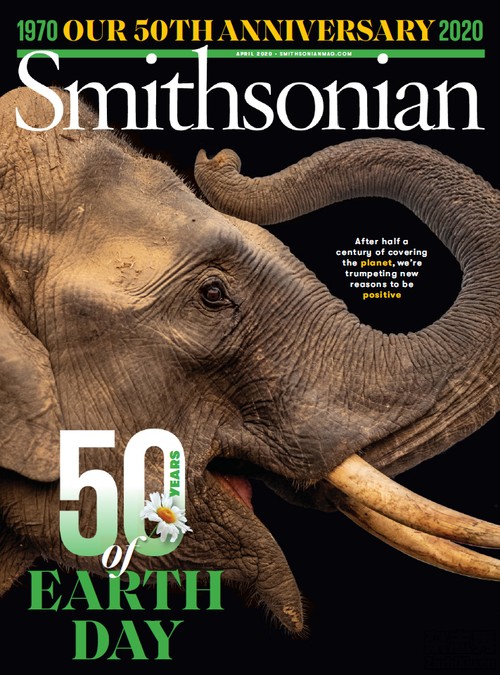 1970 OUR 50TH ANNIVERSARY 2020
APRIL 2020 • SMITHSONIANMAG.COM
Smithsonian
After half a
century of covering
the planet, we're
trumpeting new
reasons to be
positive
50
YEARS
of
EARTH
DAY